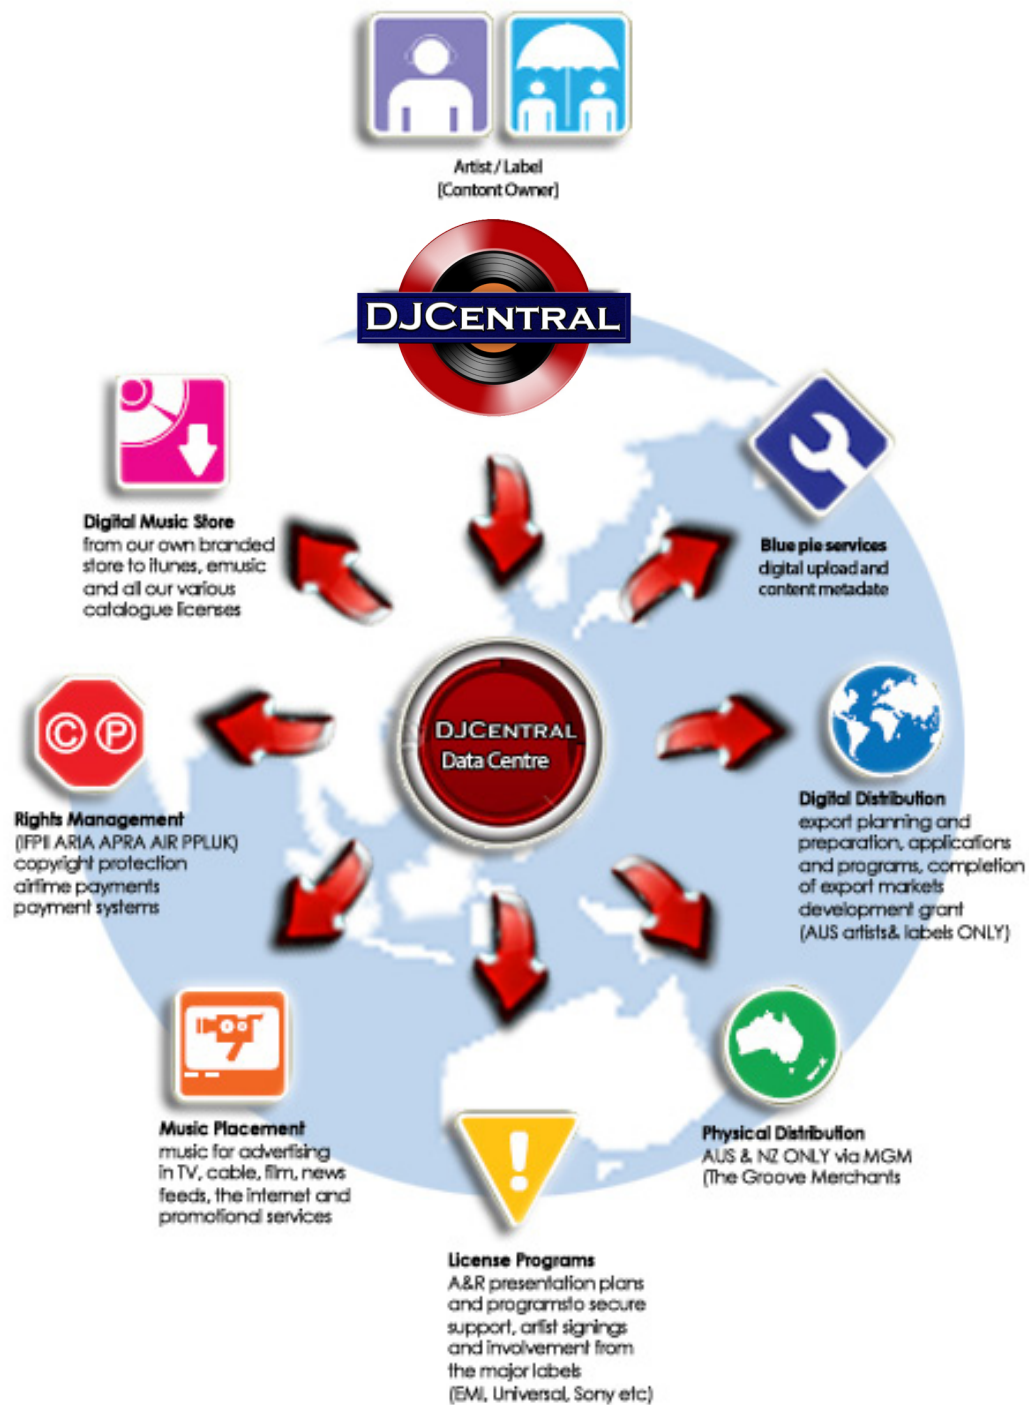 Artist / Label
[Contont Owner]
DJCENTRAL
Digital Music Store
from our own branded
store to itunes, emusic
and all our various
catalogue licenses
Blue pie services
digital upload and
content metadate
C P
DJCENTRAL
Data Centre
Rights Management
(IFPII ARIA APRA AIR PPLUK)
copyright protection
airtime payments
payment systems
Digital Distribution
export planning and
preparation, applications
and programs, completion
of export markets
development grant
(AUS artists& labels ONLY)
Music Placement
music for advertising
in TV, cable, film, news
feeds, the internet and
promotional services
Physical Distribution
AUS & NZ ONLY via MGM
(The Groove Merchants
License Programs
A&R presentation plans
and programsto secure
support, artist signings
and involvement from
the major labels
(EMI, Universal, Sony etc)